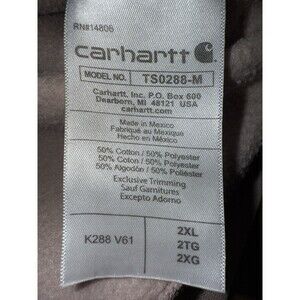 RN#14806
carhartt
MODEL NO. TS0288-M
Carhartt, Inc. P.O. Box 600
Dearborn, MI 48121 USA
carhartt.com
Made in Mexico
Fabriqué au Mexique
Hecho en México
50% Cotton / 50% Polyester
50% Coton / 50% Polyester
50% Algodón / 50% Poliéster
Exclusive Trimming
Sauf Garnitures
Excepto Adorno
K288 V61
2XL
2TG
2XG